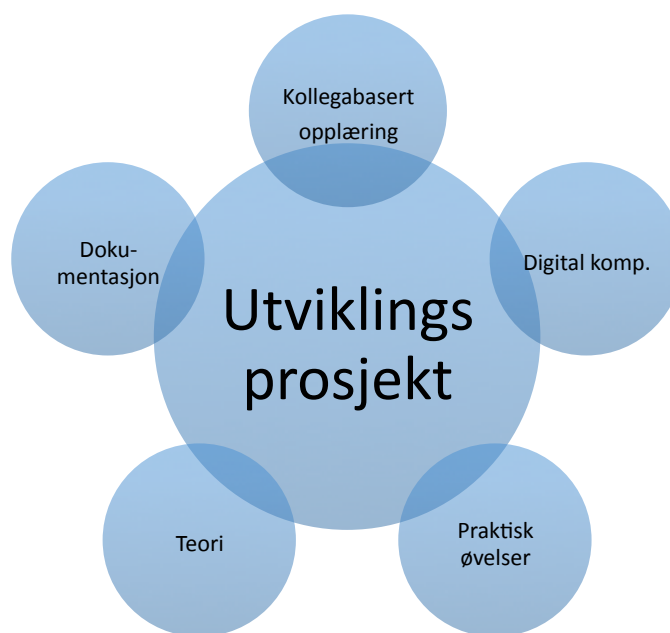 Kollegabasert
opplæring
Doku-
mentasjon
Digital komp.
Utviklings
prosjekt
Teori
Praktisk
øvelser